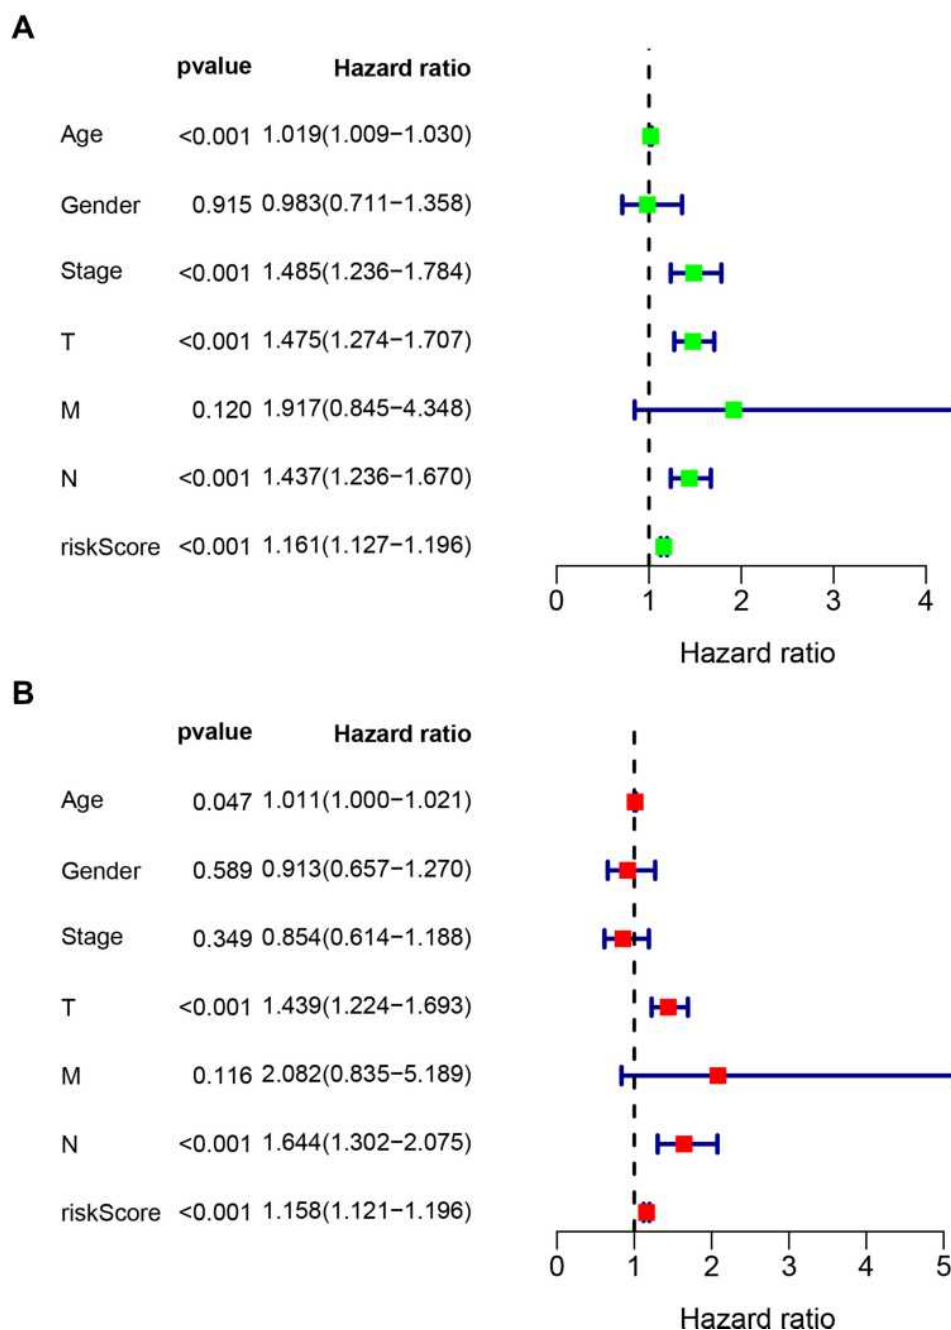 A
pvalue Hazard ratio
Age <0.001 1.019(1.009−1.030)
Gender 0.915 0.983(0.711−1.358)
Stage <0.001 1.485(1.236−1.784)
T <0.001 1.475(1.274−1.707)
M 0.120 1.917(0.845−4.348)
N <0.001 1.437(1.236−1.670)
riskScore <0.001 1.161(1.127−1.196)
0 1 2 3 4
Hazard ratio
B
pvalue Hazard ratio
Age 0.047 1.011(1.000−1.021)
Gender 0.589 0.913(0.657−1.270)
Stage 0.349 0.854(0.614−1.188)
T <0.001 1.439(1.224−1.693)
M 0.116 2.082(0.835−5.189)
N <0.001 1.644(1.302−2.075)
riskScore <0.001 1.158(1.121−1.196)
0 1 2 3 4 5
Hazard ratio